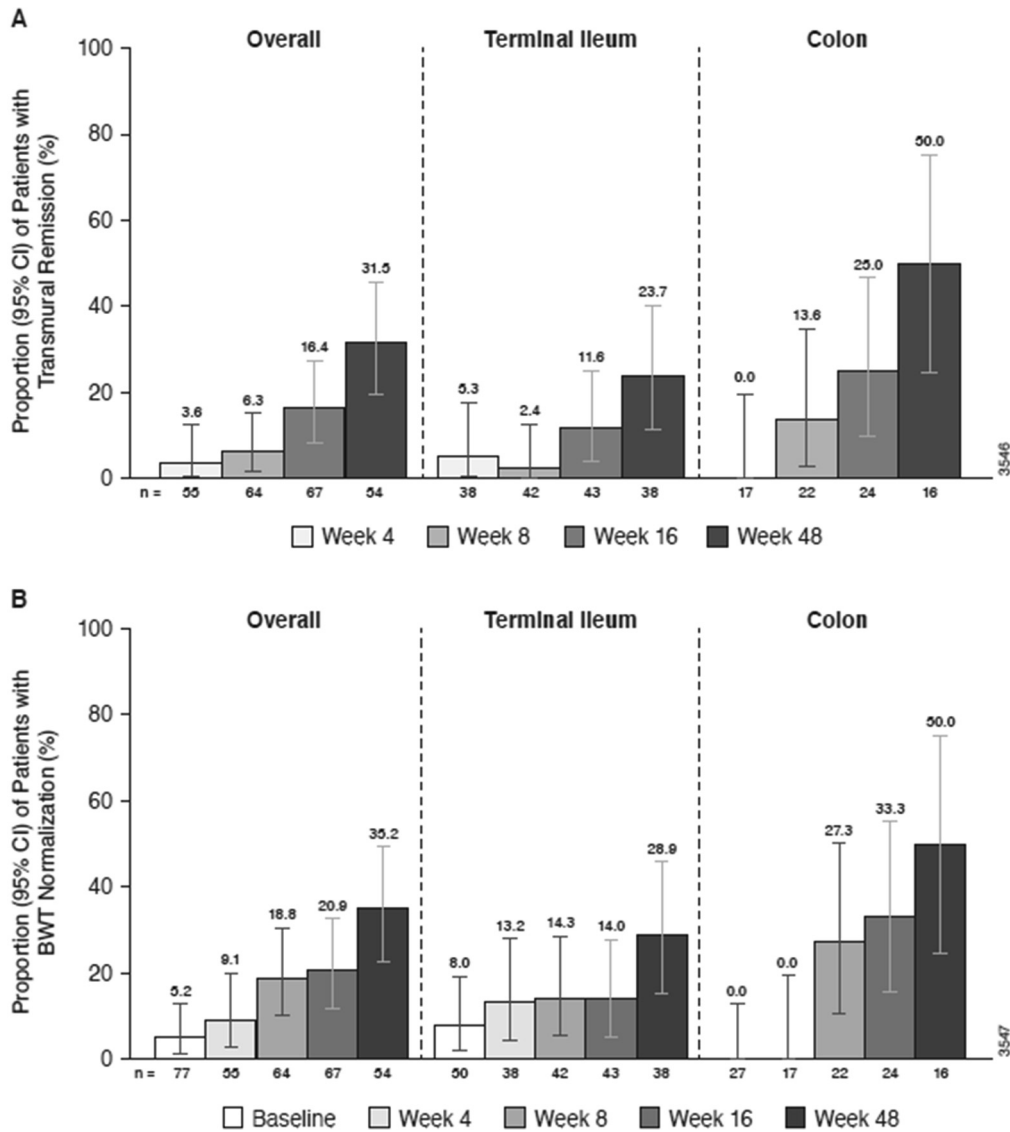 A
Overall
Terminal Ileum
Colon
Proportion (95% CI) of Patients with
Transmural Remission (%)
100
80
60
40
20
0
3.6
6.3
16.4
31.5
5.3
2.4
11.6
23.7
0.0
13.6
25.0
50.0
n = 55 64 67 54 38 42 43 38 17 22 24 16
3546
Week 4 Week 8 Week 16 Week 48
B
Overall
Terminal Ileum
Colon
Proportion (95% CI) of Patients with
BWT Normalization (%)
100
80
60
40
20
0
5.2
9.1
18.8
20.9
35.2
8.0
13.2
14.3
14.0
28.9
0.0
0.0
27.3
33.3
50.0
n = 77 55 64 67 54 50 38 42 43 38 27 17 22 24 16
3547
Baseline Week 4 Week 8 Week 16 Week 48